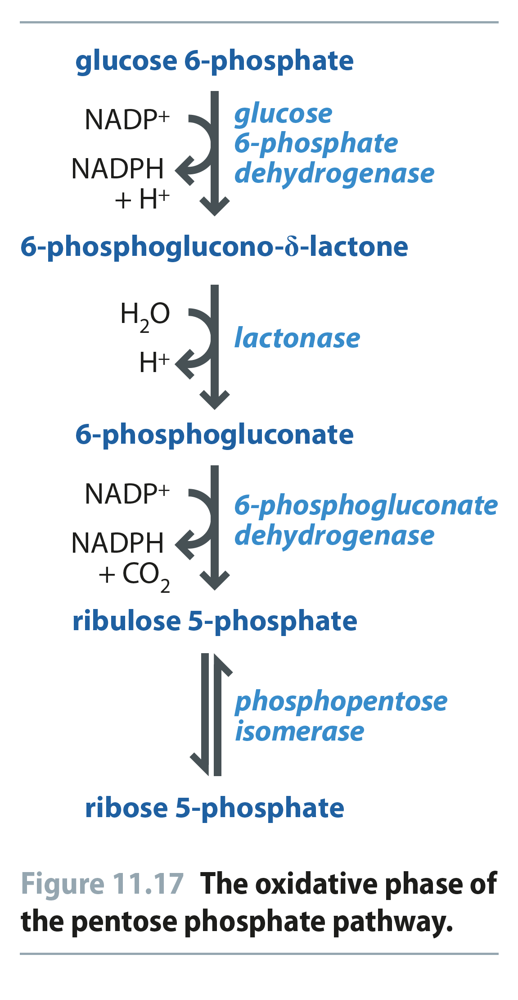 glucose 6-phosphate
NADP⁺
glucose
6-phosphate
dehydrogenase
NADPH
+ H⁺
6-phosphoglucono-δ-lactone
H₂O
lactonase
H⁺
6-phosphogluconate
NADP⁺
6-phosphogluconate
dehydrogenase
NADPH
+ CO₂
ribulose 5-phosphate
phosphopentose
isomerase
ribose 5-phosphate
Figure 11.17 The oxidative phase of
the pentose phosphate pathway.